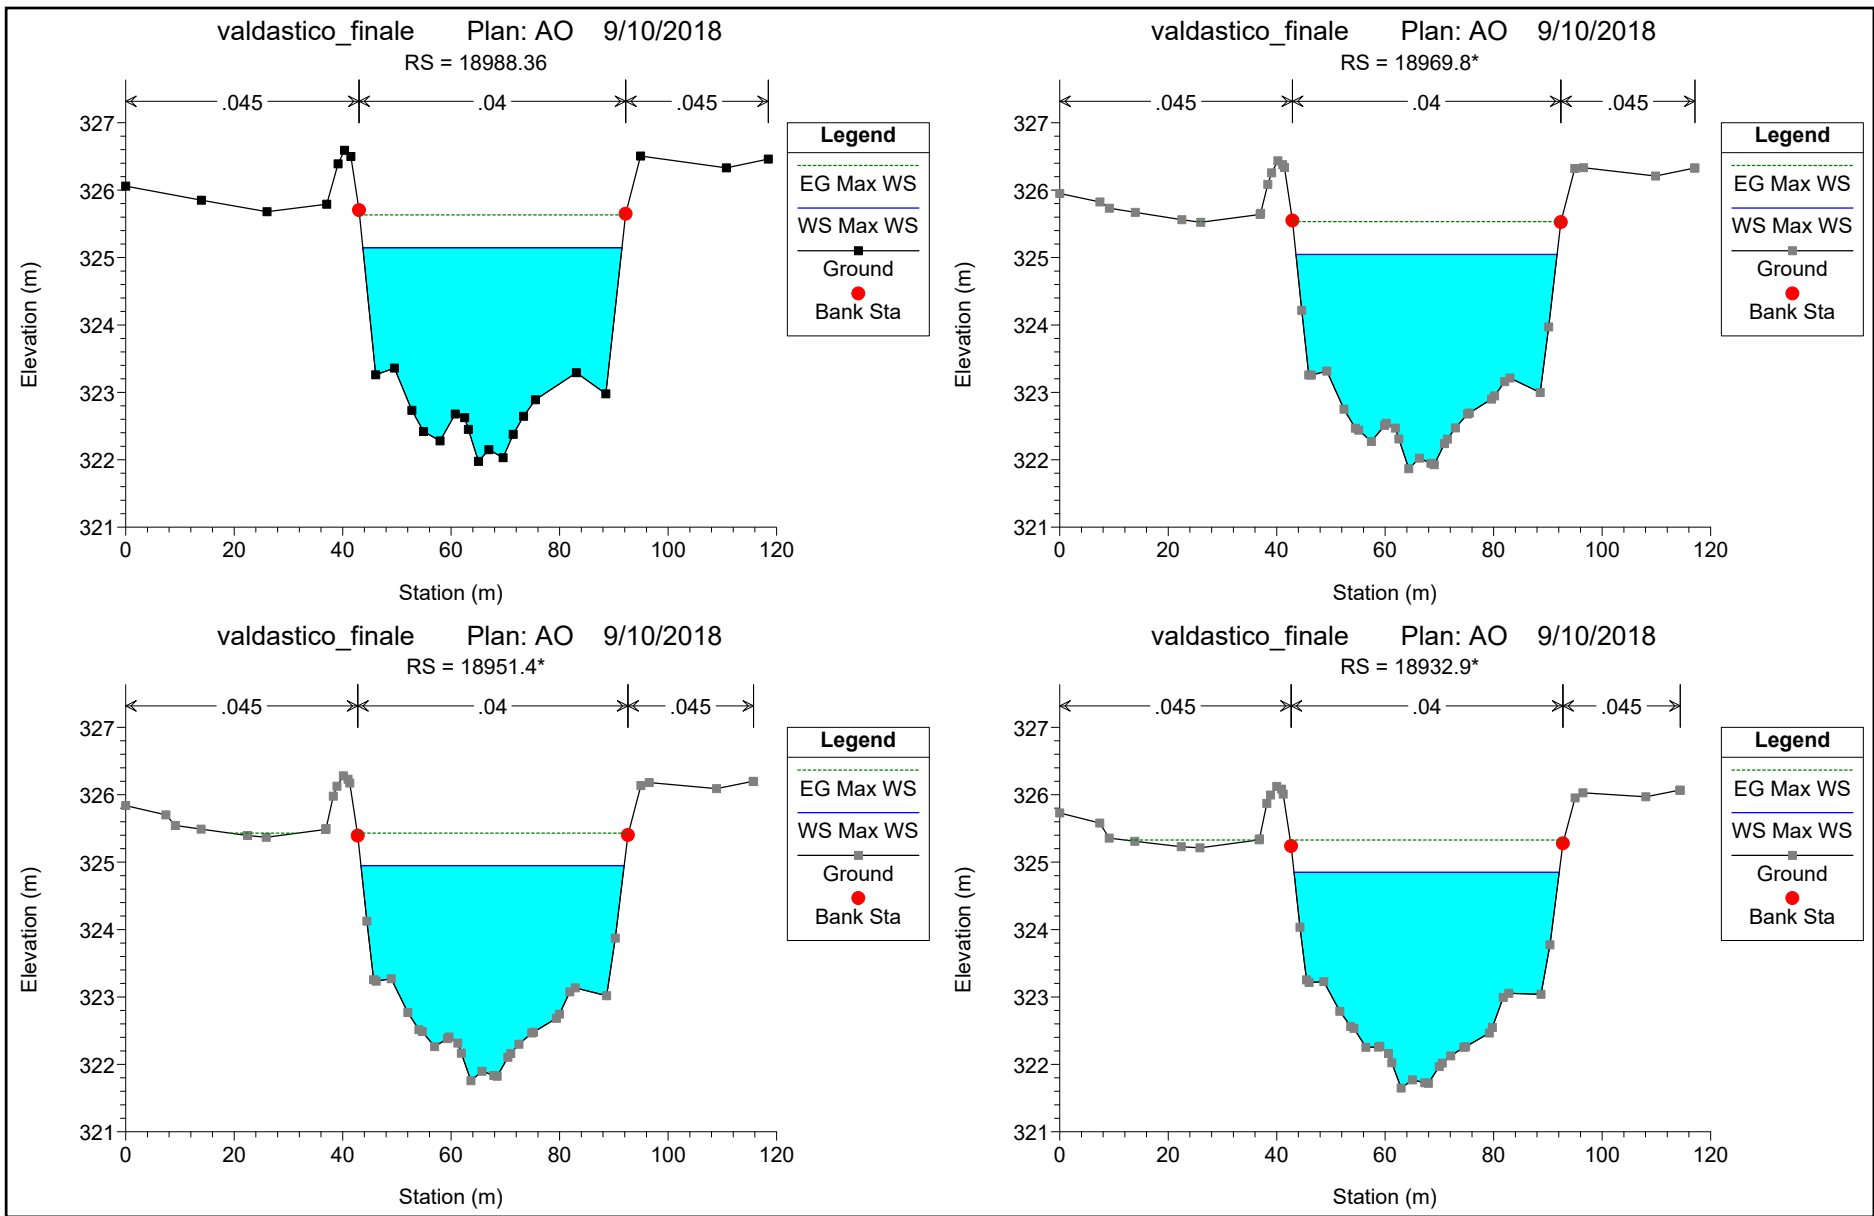 valdastico_finale Plan: AO 9/10/2018
RS = 18988.36
.045 .04 .045
327
326
325
324
323
322
321
0 20 40 60 80 100 120
Elevation (m)
Station (m)
Legend
EG Max WS
WS Max WS
Ground
Bank Sta
valdastico_finale Plan: AO 9/10/2018
RS = 18969.8*
.045 .04 .045
327
326
325
324
323
322
321
0 20 40 60 80 100 120
Elevation (m)
Station (m)
Legend
EG Max WS
WS Max WS
Ground
Bank Sta
valdastico_finale Plan: AO 9/10/2018
RS = 18951.4*
.045 .04 .045
327
326
325
324
323
322
321
0 20 40 60 80 100 120
Elevation (m)
Station (m)
Legend
EG Max WS
WS Max WS
Ground
Bank Sta
valdastico_finale Plan: AO 9/10/2018
RS = 18932.9*
.045 .04 .045
327
326
325
324
323
322
321
0 20 40 60 80 100 120
Elevation (m)
Station (m)
Legend
EG Max WS
WS Max WS
Ground
Bank Sta